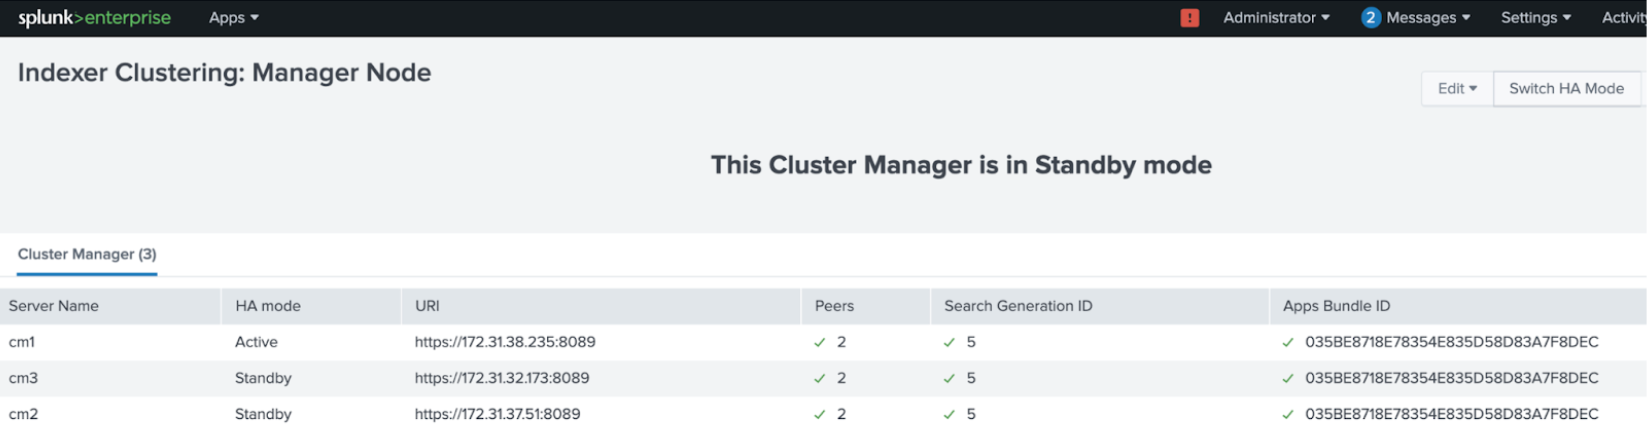 splunk>enterprise Apps ! Administrator 2 Messages Settings Activity
Indexer Clustering: Manager Node
Edit Switch HA Mode
This Cluster Manager is in Standby mode
Cluster Manager (3)
Server Name HA mode URI Peers Search Generation ID Apps Bundle ID
cm1 Active https://172.31.38.235:8089 ✓ 2 ✓ 5 ✓ 035BE8718E78354E835D58D83A7F8DEC
cm3 Standby https://172.31.32.173:8089 ✓ 2 ✓ 5 ✓ 035BE8718E78354E835D58D83A7F8DEC
cm2 Standby https://172.31.37.51:8089 ✓ 2 ✓ 5 ✓ 035BE8718E78354E835D58D83A7F8DEC